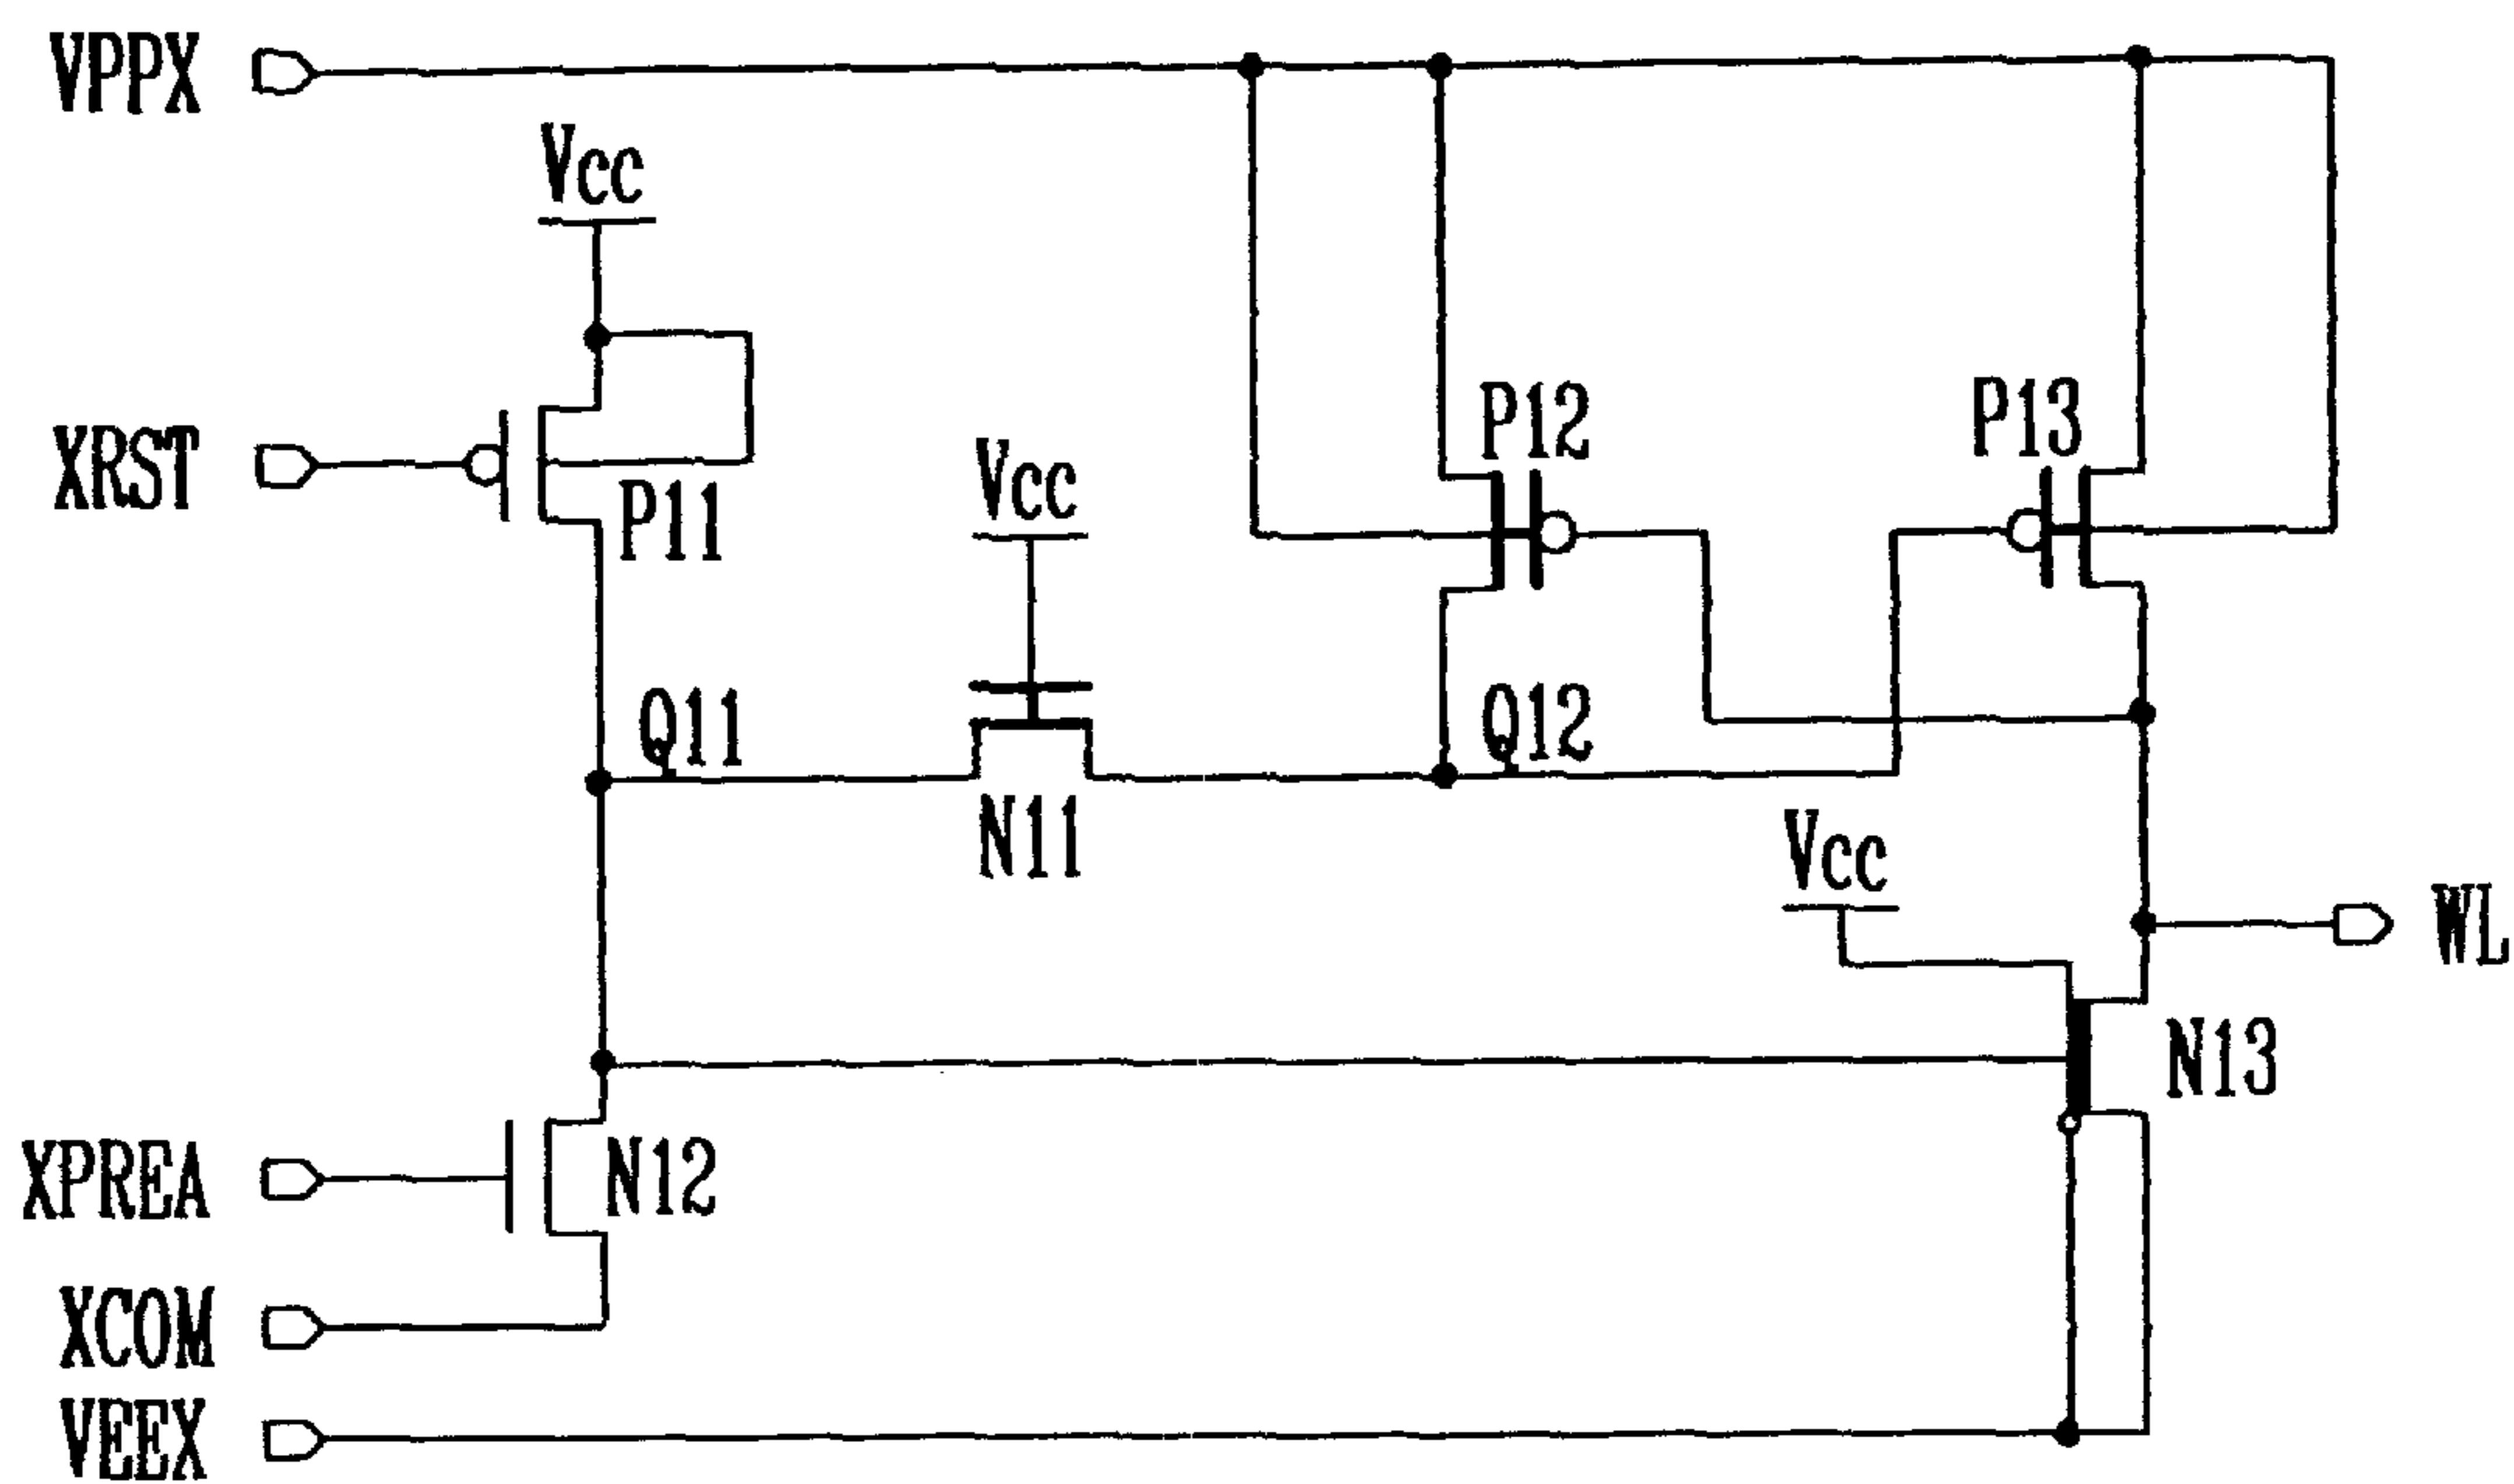 VPPX
Vcc
P12
P13
XRST
Vcc
P11
Q11
Q12
N11
Vcc
WL
N13
XPREA
N12
XCOM
VEEX